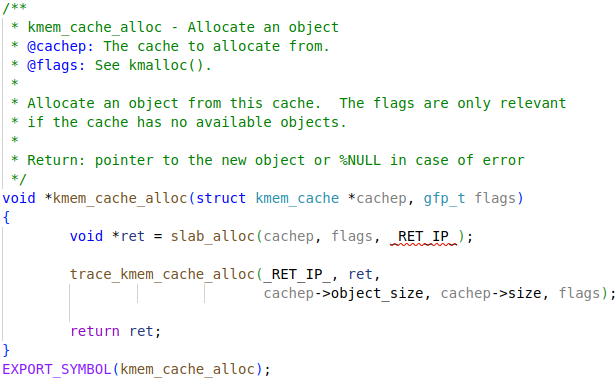 /**
 * kmem_cache_alloc - Allocate an object
 * @cachep: The cache to allocate from.
 * @flags: See kmalloc().
 *
 * Allocate an object from this cache.  The flags are only relevant
 * if the cache has no available objects.
 *
 * Return: pointer to the new object or %NULL in case of error
 */
void *kmem_cache_alloc(struct kmem_cache *cachep, gfp_t flags)
{
        void *ret = slab_alloc(cachep, flags, _RET_IP_);

        trace_kmem_cache_alloc(_RET_IP_, ret,
                               cachep->object_size, cachep->size, flags);

        return ret;
}
EXPORT_SYMBOL(kmem_cache_alloc);